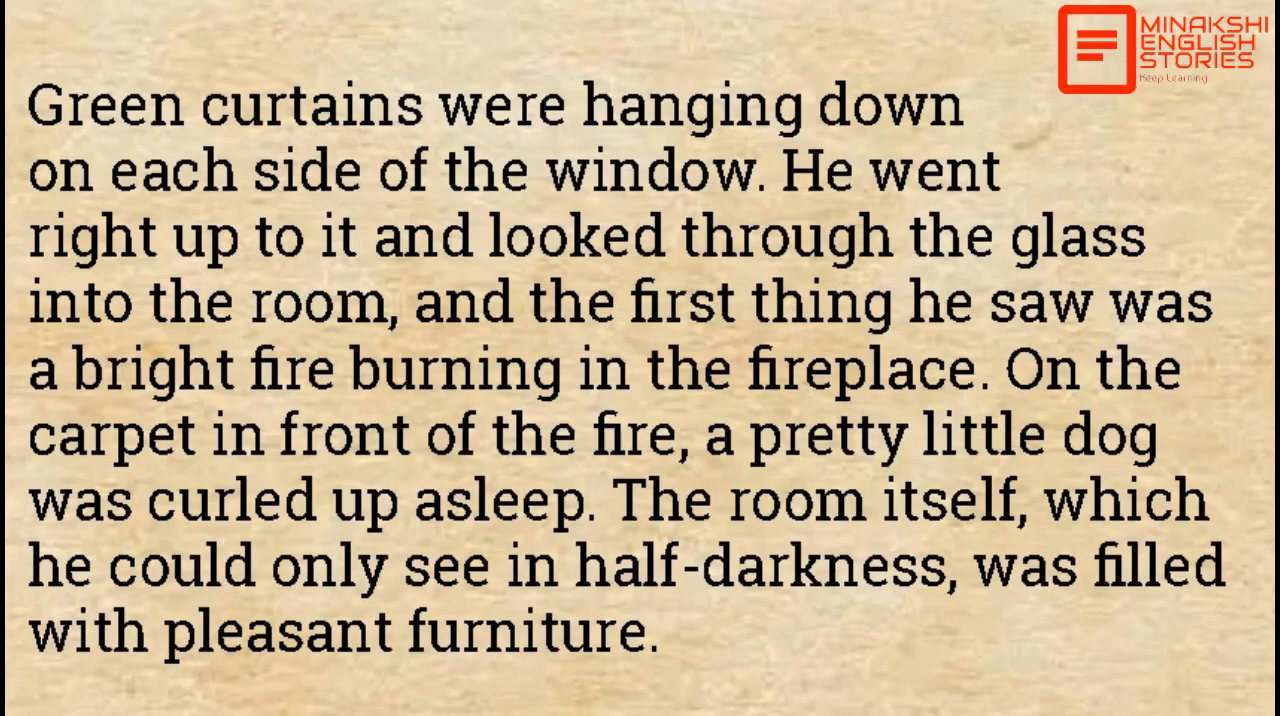 MINAKSHI
ENGLISH
STORIES
Keep Learning
Green curtains were hanging down
on each side of the window. He went
right up to it and looked through the glass
into the room, and the first thing he saw was
a bright fire burning in the fireplace. On the
carpet in front of the fire, a pretty little dog
was curled up asleep. The room itself, which
he could only see in half-darkness, was filled
with pleasant furniture.